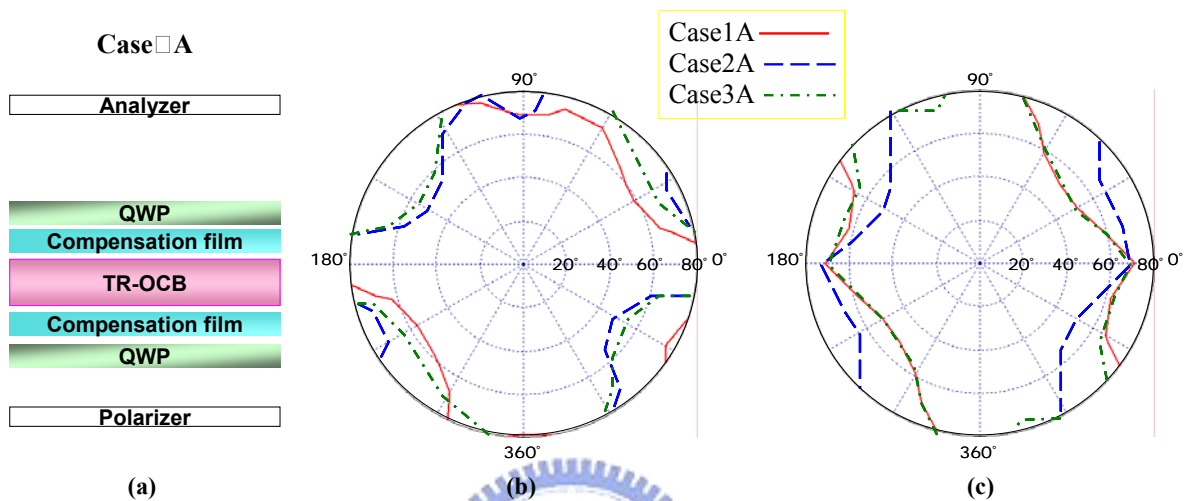 Case□A
Analyzer
QWP
Compensation film
TR-OCB
Compensation film
QWP
Polarizer
(a)
Case1A
Case2A
Case3A
90°
180°
20° 40° 60° 80° 0°
360°
(b)
90°
180°
20° 40° 60° 80° 0°
360°
(c)